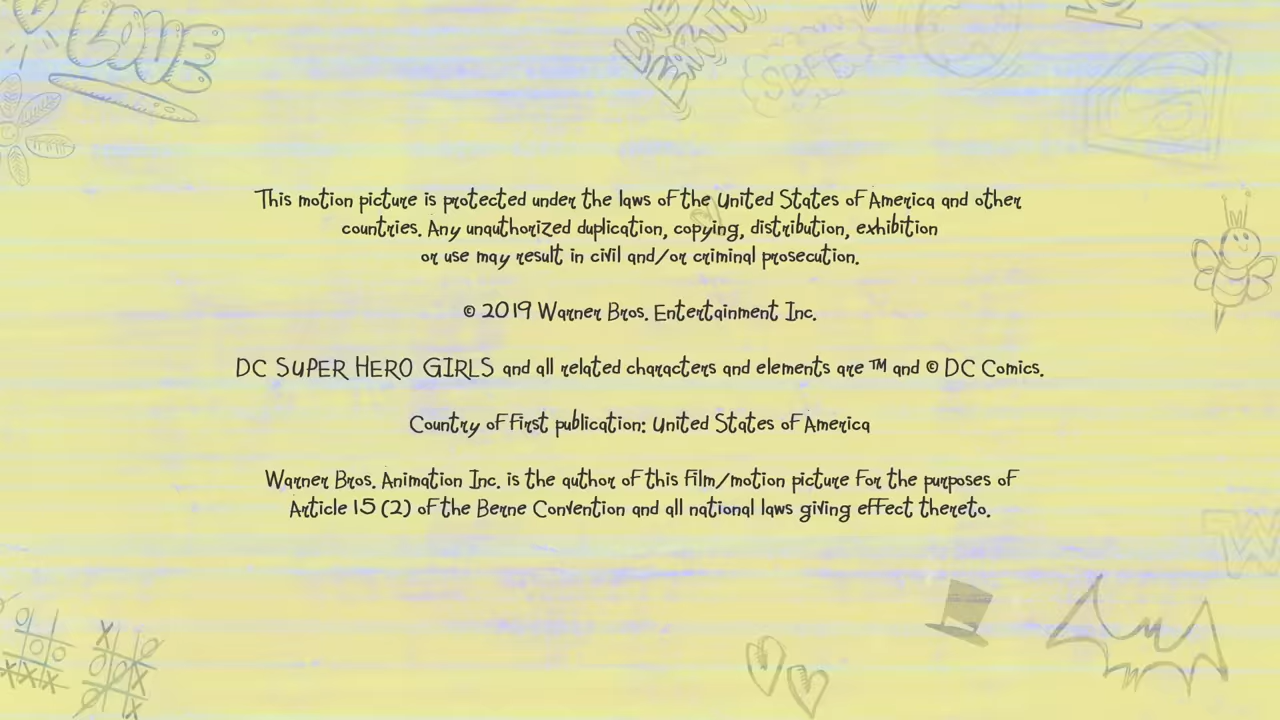 LOVE
LOVE
EARTH
SBFF
This motion picture is protected under the laws of the United States of America and other
countries. Any unauthorized duplication, copying, distribution, exhibition
or use may result in civil and/or criminal prosecution.
© 2019 Warner Bros. Entertainment Inc.
DC SUPER HERO GIRLS and all related characters and elements are ™ and © DC Comics.
Country of first publication: United States of America
Warner Bros. Animation Inc. is the author of this film/motion picture for the purposes of
Article 15 (2) of the Berne Convention and all national laws giving effect thereto.